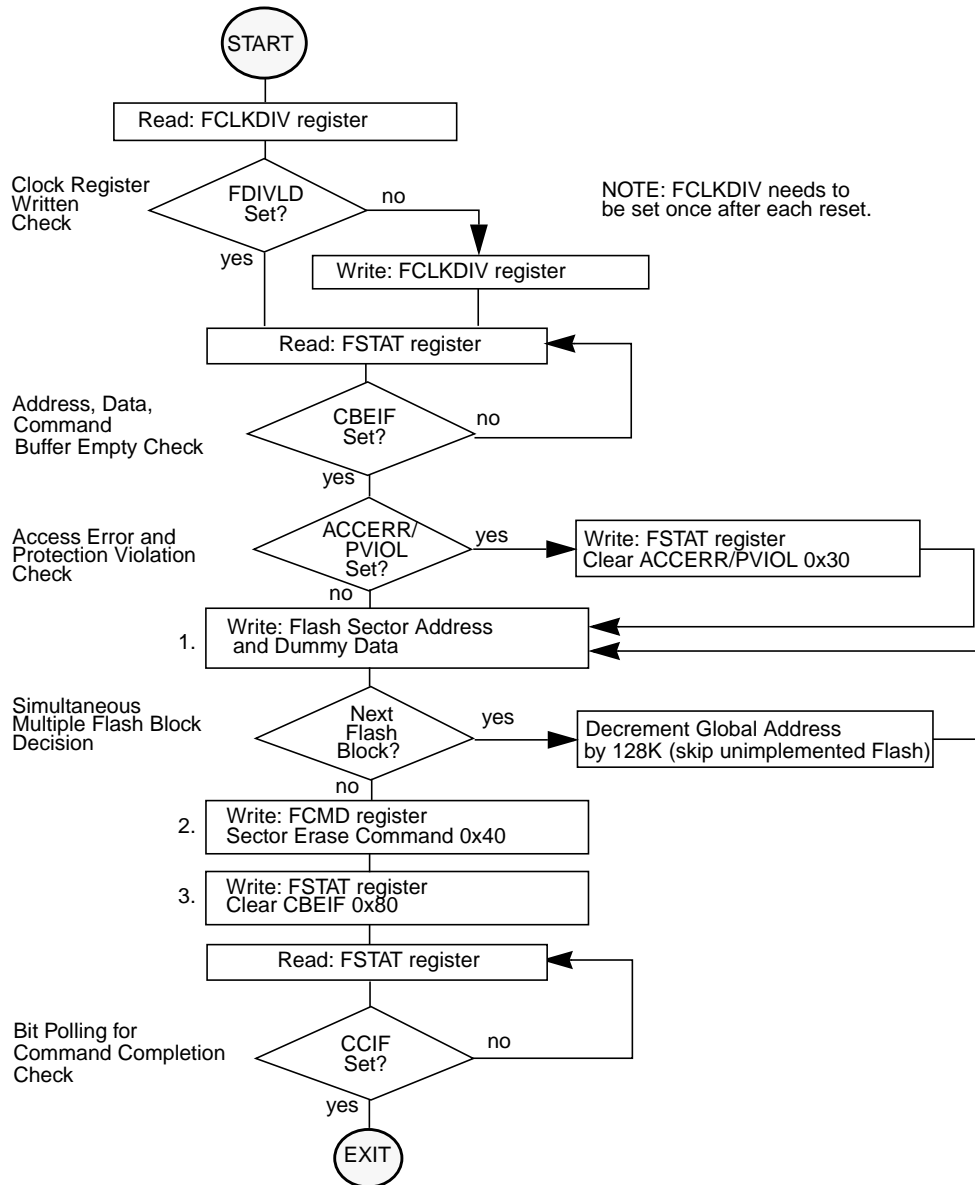 START
Read: FCLKDIV register
Clock Register
Written
Check
FDIVLD
Set?
no
yes
NOTE: FCLKDIV needs to
be set once after each reset.
Write: FCLKDIV register
Read: FSTAT register
Address, Data,
Command
Buffer Empty Check
CBEIF
Set?
no
yes
Access Error and
Protection Violation
Check
ACCERR/
PVIOL
Set?
yes
no
Write: FSTAT register
Clear ACCERR/PVIOL 0x30
1.
Write: Flash Sector Address
and Dummy Data
Simultaneous
Multiple Flash Block
Decision
Next
Flash
Block?
yes
no
Decrement Global Address
by 128K (skip unimplemented Flash)
2.
Write: FCMD register
Sector Erase Command 0x40
3.
Write: FSTAT register
Clear CBEIF 0x80
Read: FSTAT register
Bit Polling for
Command Completion
Check
CCIF
Set?
no
yes
EXIT